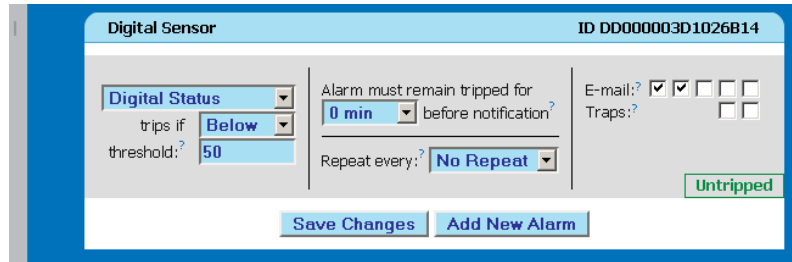 Digital Sensor
ID DD000003D1026B14
Digital Status
trips if Below
threshold:? 50
Alarm must remain tripped for
0 min before notification?
Repeat every:? No Repeat
E-mail:?
Traps:?
Untripped
Save Changes
Add New Alarm